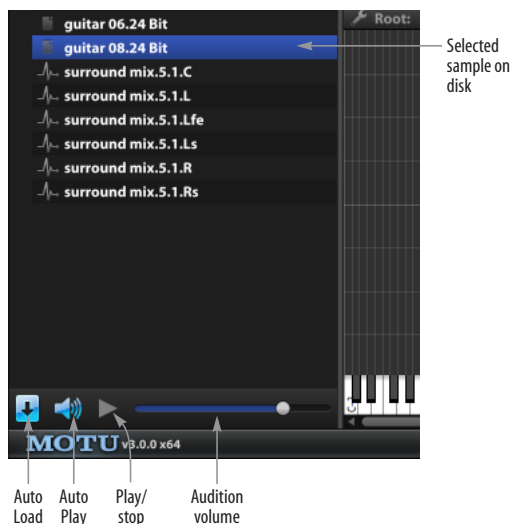 guitar 06.24 Bit
Root:
guitar 08.24 Bit
Selected
sample on
disk
surround mix.5.1.C
surround mix.5.1.L
surround mix.5.1.Lfe
surround mix.5.1.Ls
surround mix.5.1.R
surround mix.5.1.Rs
MOTU v3.0.0 x64
Auto
Load
Auto
Play
Play/
stop
Audition
volume